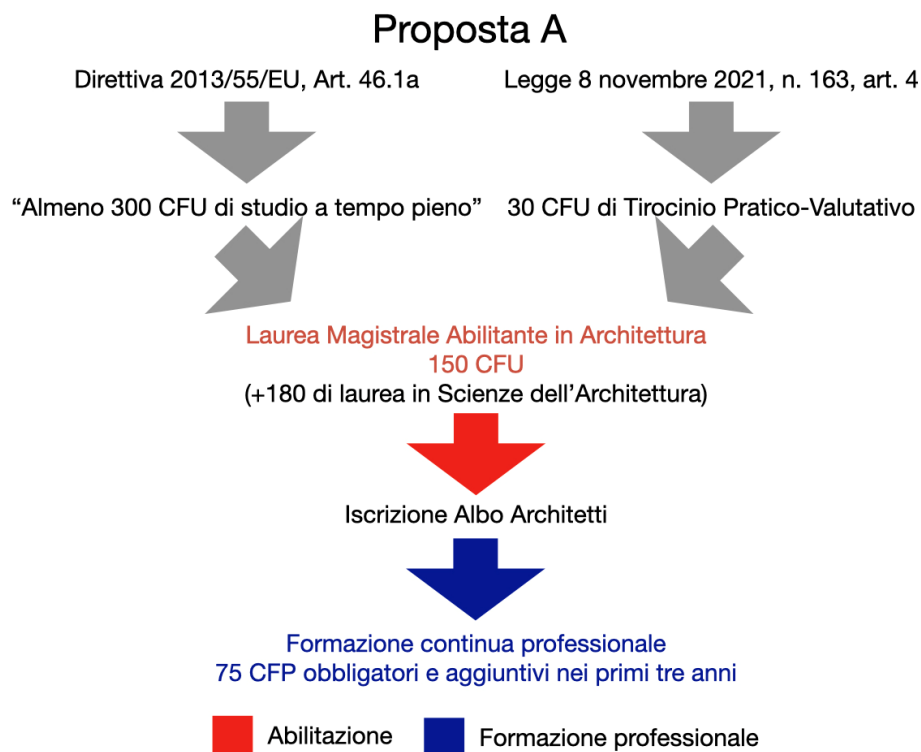 Proposta A
Direttiva 2013/55/EU, Art. 46.1a
Legge 8 novembre 2021, n. 163, art. 4
“Almeno 300 CFU di studio a tempo pieno”
30 CFU di Tirocinio Pratico-Valutativo
Laurea Magistrale Abilitante in Architettura
150 CFU
(+180 di laurea in Scienze dell’Architettura)
Iscrizione Albo Architetti
Formazione continua professionale
75 CFP obbligatori e aggiuntivi nei primi tre anni
Abilitazione
Formazione professionale